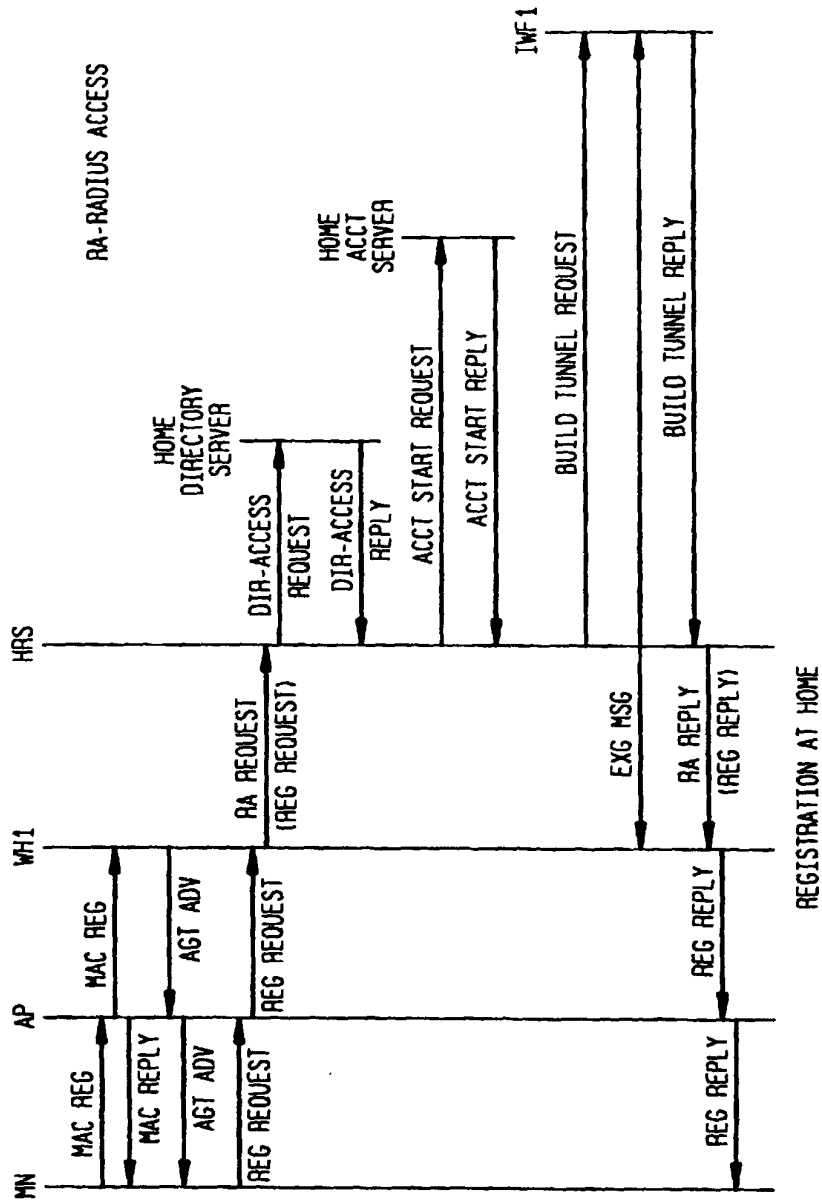 RA-RADIUS ACCESS
MN
AP
WH1
HRS
HOME
DIRECTORY
SERVER
HOME
ACCT
SERVER
IWF1
MAC REG
MAC REG
MAC REPLY
AGT ADV
AGT ADV
REG REQUEST
REG REQUEST
RA REQUEST
(REG REQUEST)
DIR-ACCESS
REQUEST
DIR-ACCESS
REPLY
ACCT START REQUEST
ACCT START REPLY
BUILD TUNNEL REQUEST
EXG MSG
BUILD TUNNEL REPLY
RA REPLY
(REG REPLY)
REG REPLY
REG REPLY
REGISTRATION AT HOME